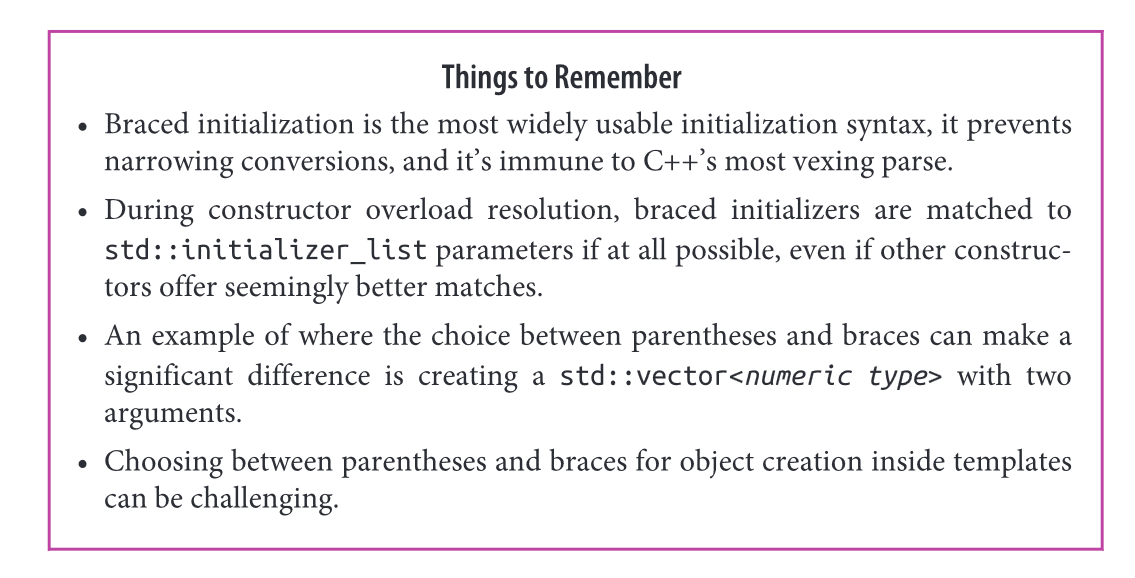 Things to Remember
• Braced initialization is the most widely usable initialization syntax, it prevents
narrowing conversions, and it’s immune to C++’s most vexing parse.
• During constructor overload resolution, braced initializers are matched to
std::initializer_list parameters if at all possible, even if other construc-
tors offer seemingly better matches.
• An example of where the choice between parentheses and braces can make a
significant difference is creating a std::vector<numeric type> with two
arguments.
• Choosing between parentheses and braces for object creation inside templates
can be challenging.